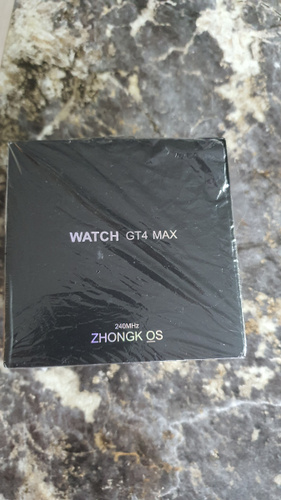 WATCH GT4 MAX
240MHz
ZHONGK OS